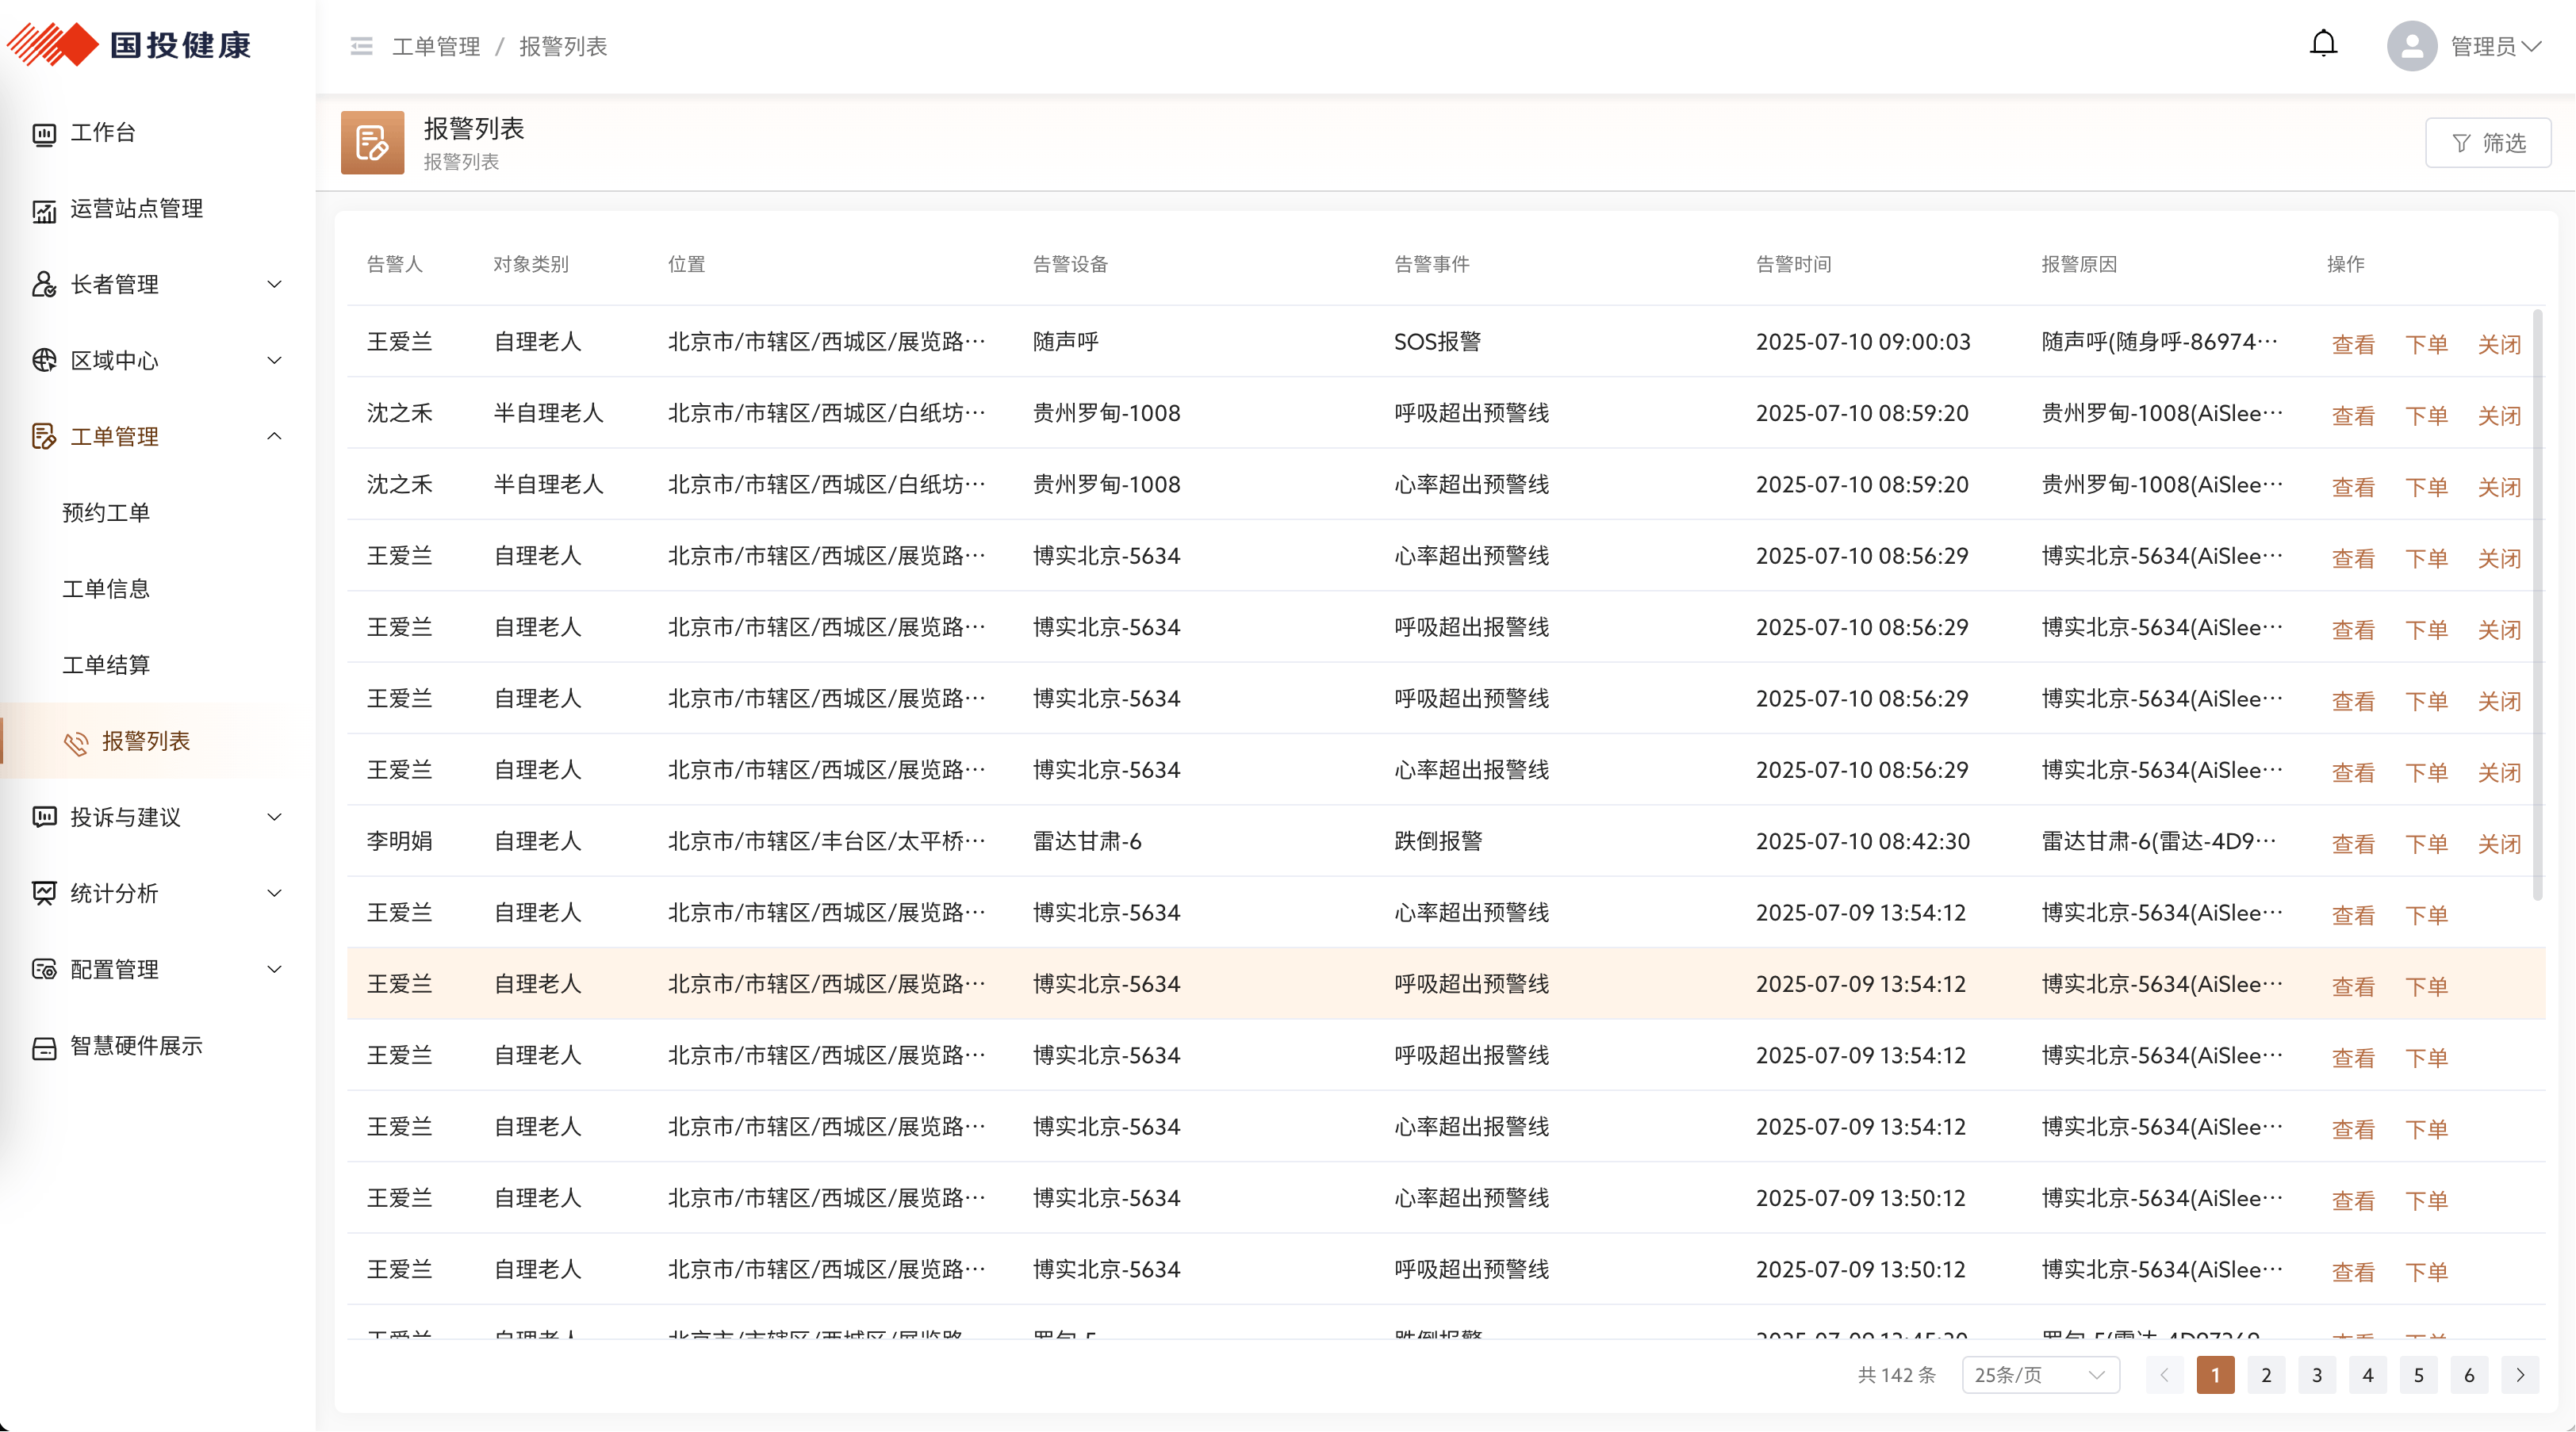 国投健康
工单管理 / 报警列表
管理员
工作台
运营站点管理
长者管理
区域中心
工单管理
预约工单
工单信息
工单结算
报警列表
投诉与建议
统计分析
配置管理
智慧硬件展示
报警列表
报警列表
筛选
告警人 对象类别 位置 告警设备 告警事件 告警时间 报警原因 操作
王爱兰 自理老人 北京市/市辖区/西城区/展览路… 随声呼 SOS报警 2025-07-10 09:00:03 随声呼(随身呼-86974… 查看 下单 关闭
沈之禾 半自理老人 北京市/市辖区/西城区/白纸坊… 贵州罗甸-1008 呼吸超出预警线 2025-07-10 08:59:20 贵州罗甸-1008(AiSlee… 查看 下单 关闭
沈之禾 半自理老人 北京市/市辖区/西城区/白纸坊… 贵州罗甸-1008 心率超出预警线 2025-07-10 08:59:20 贵州罗甸-1008(AiSlee… 查看 下单 关闭
王爱兰 自理老人 北京市/市辖区/西城区/展览路… 博实北京-5634 心率超出预警线 2025-07-10 08:56:29 博实北京-5634(AiSlee… 查看 下单 关闭
王爱兰 自理老人 北京市/市辖区/西城区/展览路… 博实北京-5634 呼吸超出报警线 2025-07-10 08:56:29 博实北京-5634(AiSlee… 查看 下单 关闭
王爱兰 自理老人 北京市/市辖区/西城区/展览路… 博实北京-5634 呼吸超出预警线 2025-07-10 08:56:29 博实北京-5634(AiSlee… 查看 下单 关闭
王爱兰 自理老人 北京市/市辖区/西城区/展览路… 博实北京-5634 心率超出报警线 2025-07-10 08:56:29 博实北京-5634(AiSlee… 查看 下单 关闭
李明娟 自理老人 北京市/市辖区/丰台区/太平桥… 雷达甘肃-6 跌倒报警 2025-07-10 08:42:30 雷达甘肃-6(雷达-4D9… 查看 下单 关闭
王爱兰 自理老人 北京市/市辖区/西城区/展览路… 博实北京-5634 心率超出预警线 2025-07-09 13:54:12 博实北京-5634(AiSlee… 查看 下单
王爱兰 自理老人 北京市/市辖区/西城区/展览路… 博实北京-5634 呼吸超出预警线 2025-07-09 13:54:12 博实北京-5634(AiSlee… 查看 下单
王爱兰 自理老人 北京市/市辖区/西城区/展览路… 博实北京-5634 呼吸超出报警线 2025-07-09 13:54:12 博实北京-5634(AiSlee… 查看 下单
王爱兰 自理老人 北京市/市辖区/西城区/展览路… 博实北京-5634 心率超出报警线 2025-07-09 13:54:12 博实北京-5634(AiSlee… 查看 下单
王爱兰 自理老人 北京市/市辖区/西城区/展览路… 博实北京-5634 心率超出预警线 2025-07-09 13:50:12 博实北京-5634(AiSlee… 查看 下单
王爱兰 自理老人 北京市/市辖区/西城区/展览路… 博实北京-5634 呼吸超出预警线 2025-07-09 13:50:12 博实北京-5634(AiSlee… 查看 下单
共 142 条 25条/页 1 2 3 4 5 6